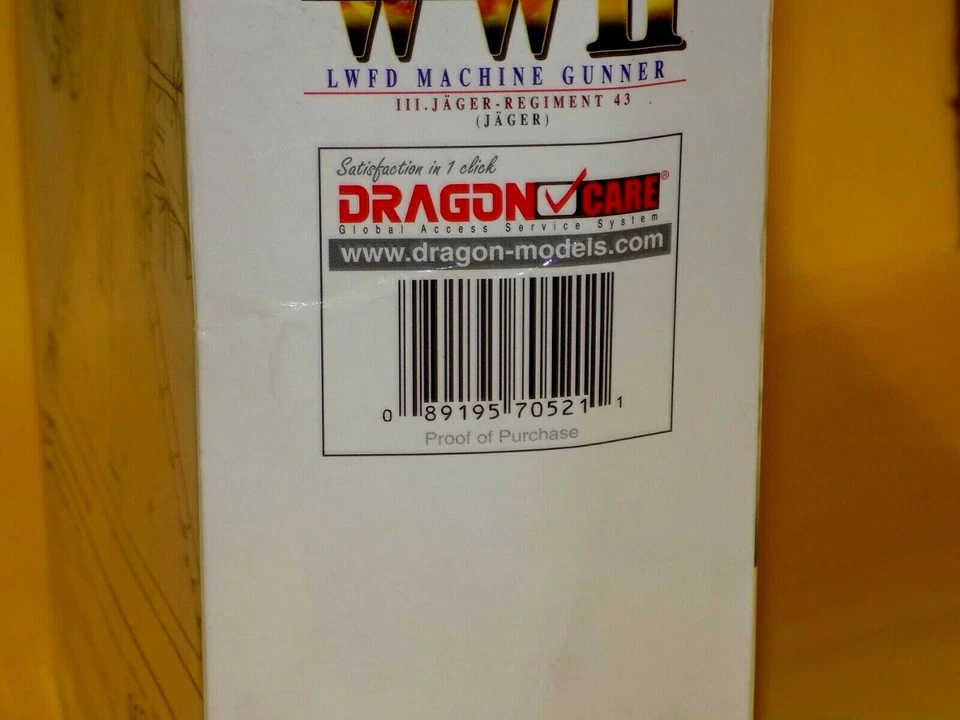 WWII
LWFD MACHINE GUNNER
III.JÄGER-REGIMENT 43
(JÄGER)
Satisfaction in 1 click
DRAGON CARE®
Global Access Service System
www.dragon-models.com
0 89195 70521 1
Proof of Purchase